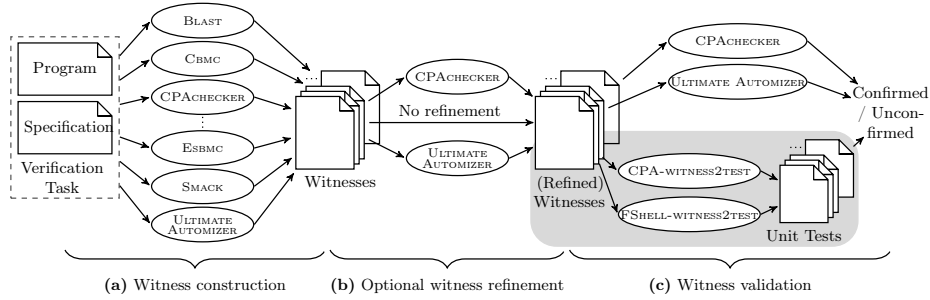 Program
Specification
Verification
Task
BLAST
CBMC
CPACHECKER
ESBMC
SMACK
ULTIMATE
AUTOMIZER
Witnesses
CPACHECKER
No refinement
ULTIMATE
AUTOMIZER
(Refined)
Witnesses
CPACHECKER
ULTIMATE AUTOMIZER
CPA-WITNESS2TEST
FSHELL-WITNESS2TEST
Unit Tests
Confirmed
/ Uncon-
firmed
(a) Witness construction
(b) Optional witness refinement
(c) Witness validation